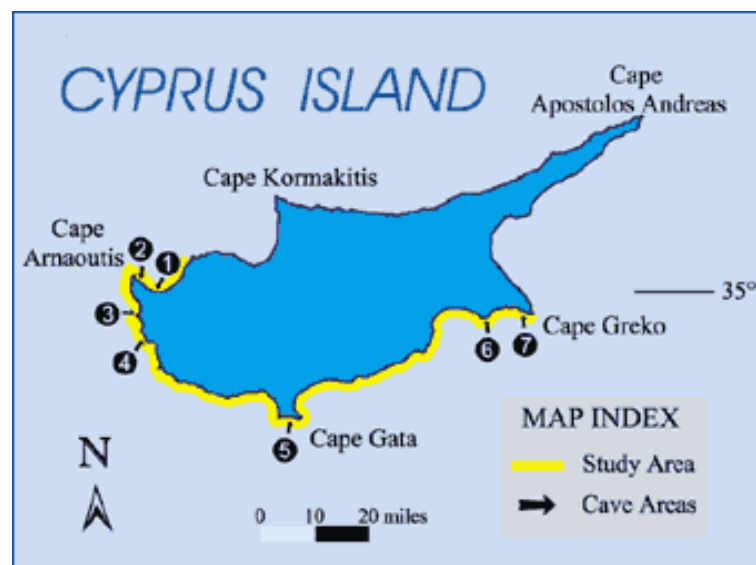 CYPRUS ISLAND
Cape
Apostolos Andreas
Cape Kormakitis
Cape
Arnaoutis
2
1
35°
3
Cape Greko
6
7
4
MAP INDEX
Cape Gata
5
N
Study Area
Cave Areas
0 10 20 miles